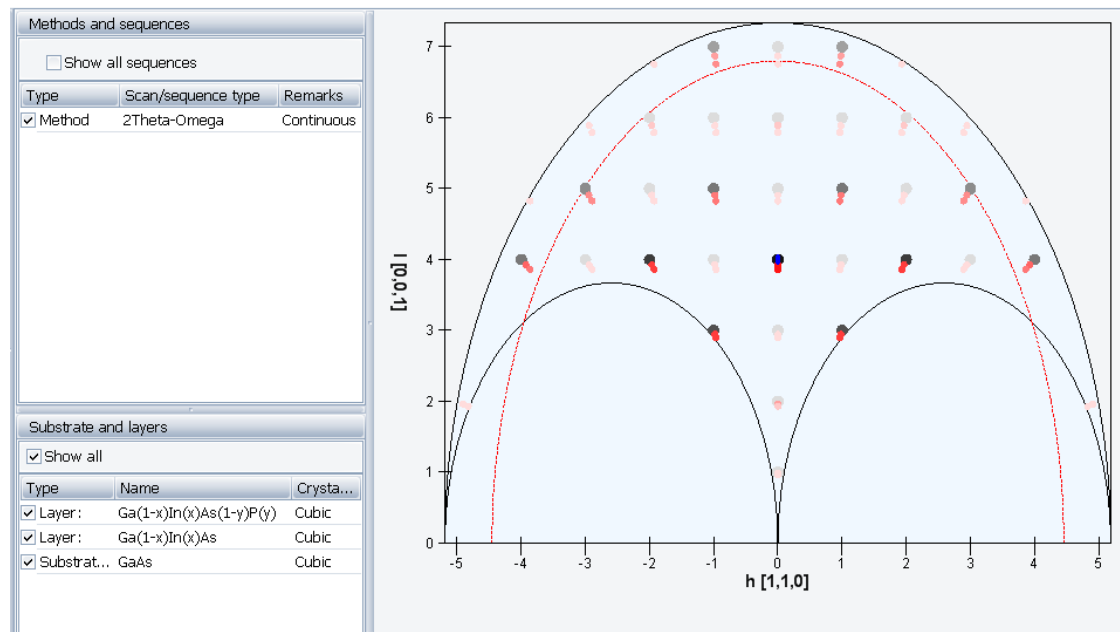 Methods and sequences
Show all sequences
Type Scan/sequence type Remarks
Method 2Theta-Omega Continuous
Substrate and layers
Show all
Type Name Crysta...
Layer: Ga(1-x)In(x)As(1-y)P(y) Cubic
Layer: Ga(1-x)In(x)As Cubic
Substrat... GaAs Cubic
7
6
5
4
3
2
1
0
l [0,0,1]
-5 -4 -3 -2 -1 0 1 2 3 4 5
h [1,1,0]